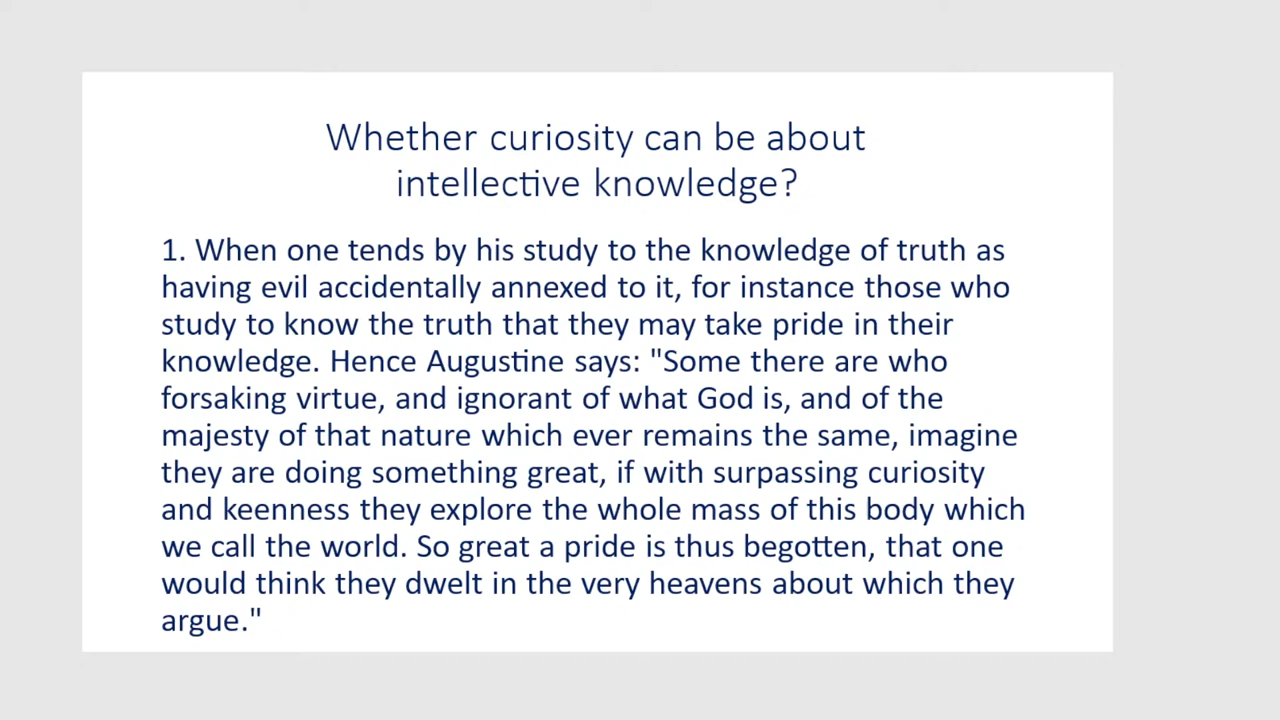 Whether curiosity can be about
intellective knowledge?
1. When one tends by his study to the knowledge of truth as
having evil accidentally annexed to it, for instance those who
study to know the truth that they may take pride in their
knowledge. Hence Augustine says: "Some there are who
forsaking virtue, and ignorant of what God is, and of the
majesty of that nature which ever remains the same, imagine
they are doing something great, if with surpassing curiosity
and keenness they explore the whole mass of this body which
we call the world. So great a pride is thus begotten, that one
would think they dwelt in the very heavens about which they
argue."